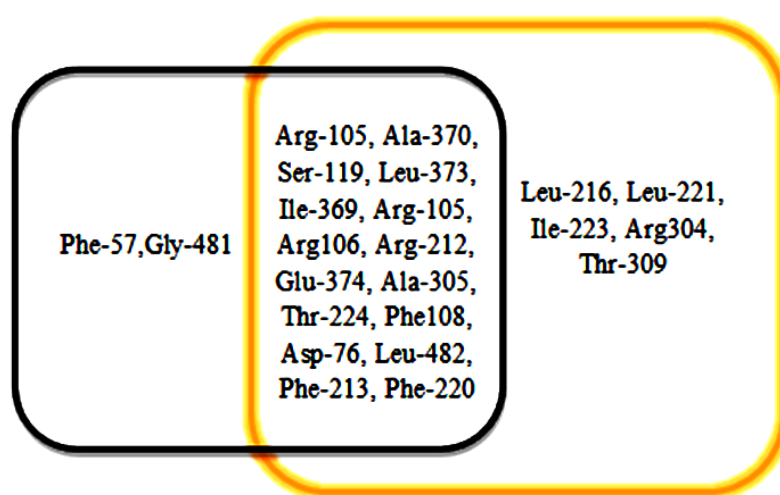 Phe-57,Gly-481
Arg-105, Ala-370,
Ser-119, Leu-373,
Ile-369, Arg-105,
Arg106, Arg-212,
Glu-374, Ala-305,
Thr-224, Phe108,
Asp-76, Leu-482,
Phe-213, Phe-220
Leu-216, Leu-221,
Ile-223, Arg304,
Thr-309